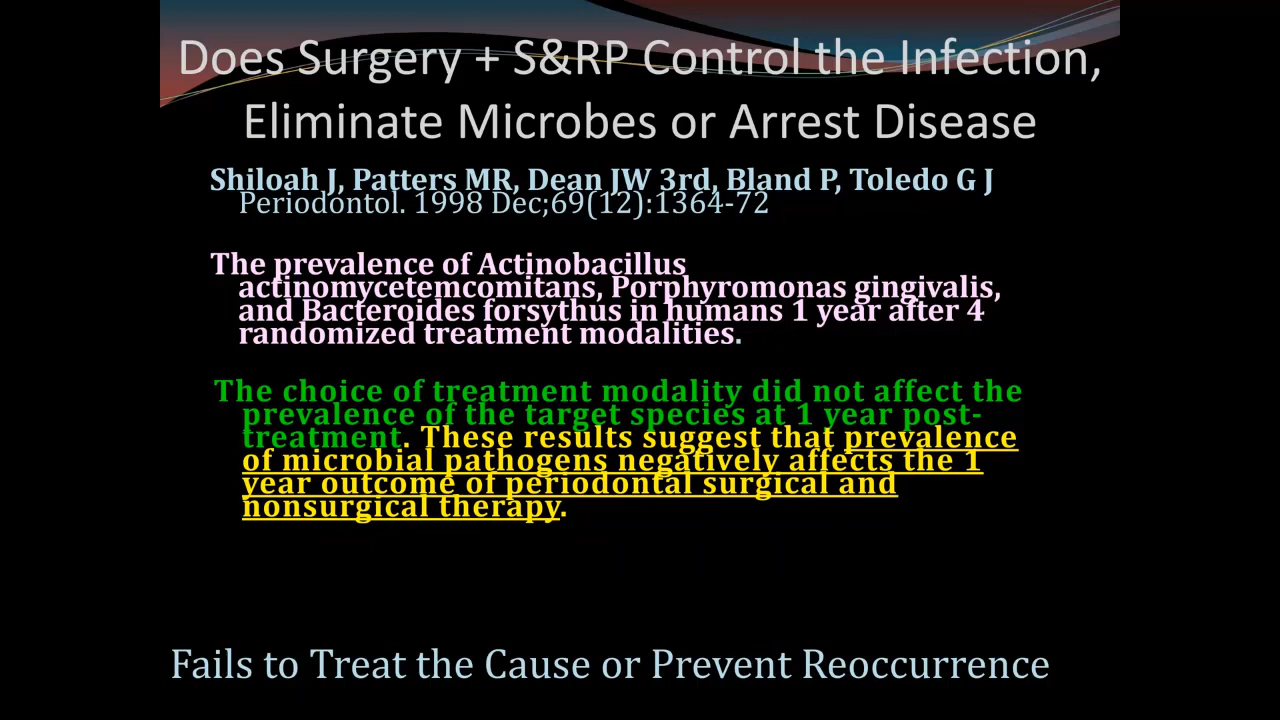 Does Surgery + S&RP Control the Infection,
Eliminate Microbes or Arrest Disease
Shiloah J, Patters MR, Dean JW 3rd, Bland P, Toledo G J
Periodontol. 1998 Dec;69(12):1364-72
The prevalence of Actinobacillus
actinomycetemcomitans, Porphyromonas gingivalis,
and Bacteroides forsythus in humans 1 year after 4
randomized treatment modalities.
The choice of treatment modality did not affect the
prevalence of the target species at 1 year post-
treatment. These results suggest that prevalence
of microbial pathogens negatively affects the 1
year outcome of periodontal surgical and
nonsurgical therapy.
Fails to Treat the Cause or Prevent Reoccurrence